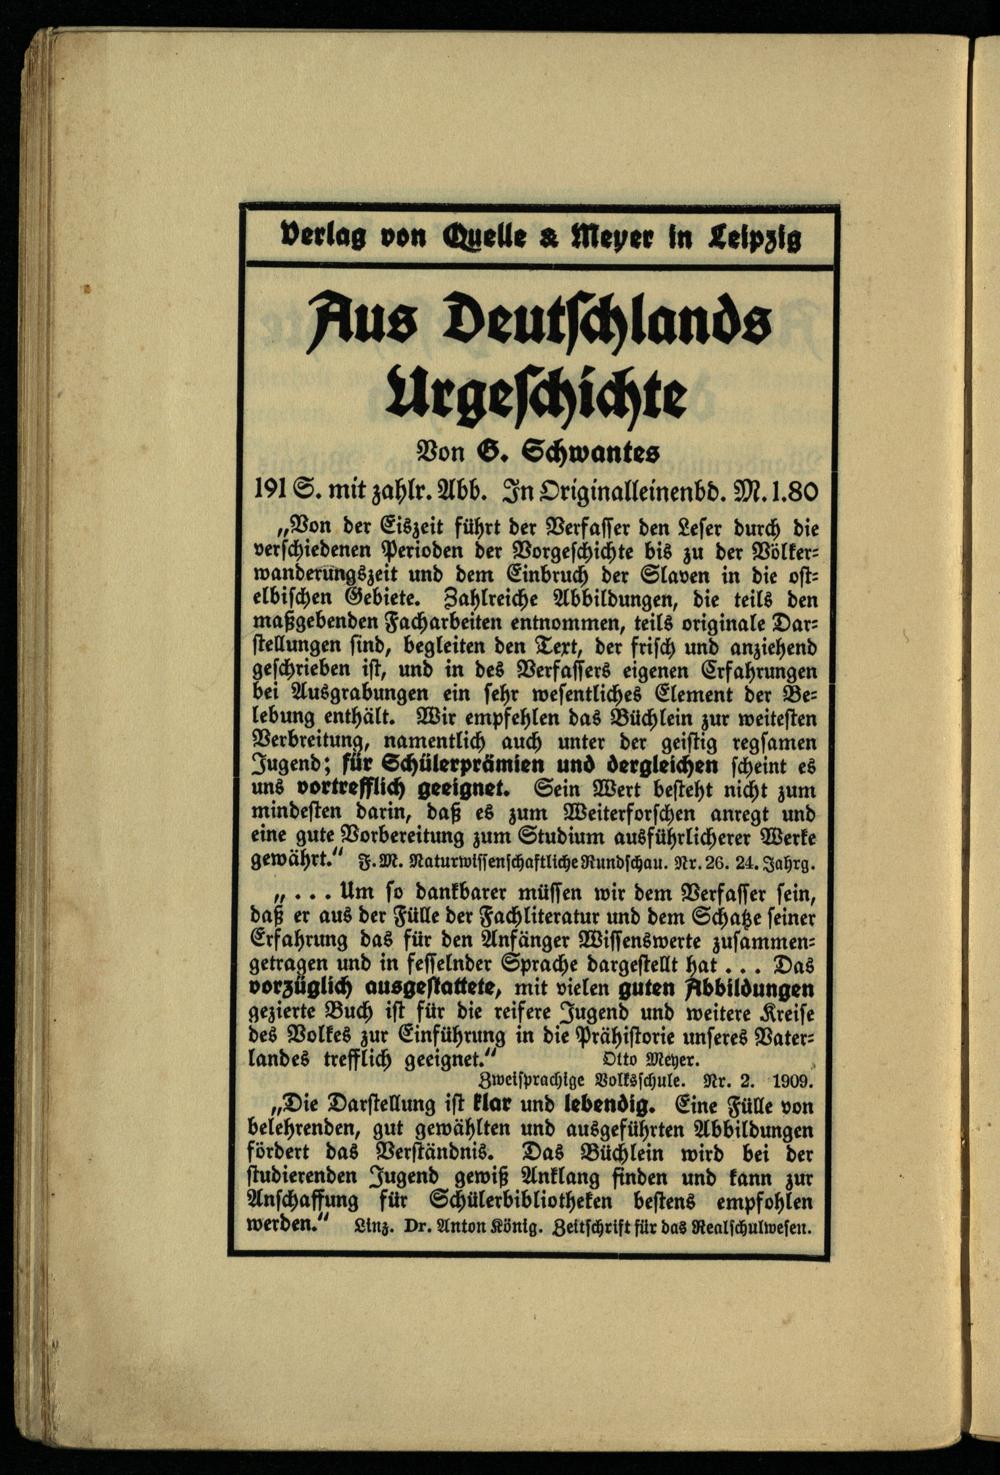 Verlag von Quelle & Meyer in Leipzig
Aus Deutschlands
Urgeschichte
Von G. Schwantes
191 S. mit zahlr. Abb. In Originalleinenbd. M. 1.80
„Von der Eiszeit führt der Verfasser den Leser durch die
verschiedenen Perioden der Vorgeschichte bis zu der Völker-
wanderungszeit und dem Einbruch der Slaven in die ost-
elbischen Gebiete. Zahlreiche Abbildungen, die teils den
maßgebenden Facharbeiten entnommen, teils originale Dar-
stellungen sind, begleiten den Text, der frisch und anziehend
geschrieben ist, und in des Verfassers eigenen Erfahrungen
bei Ausgrabungen ein sehr wesentliches Element der Be-
lebung enthält. Wir empfehlen das Büchlein zur weitesten
Verbreitung, namentlich auch unter der geistig regsamen
Jugend; für Schülerprämien und dergleichen scheint es
uns vortrefflich geeignet. Sein Wert besteht nicht zum
mindesten darin, daß es zum Weiterforschen anregt und
eine gute Vorbereitung zum Studium ausführlicherer Werke
gewährt.“ F. M. Naturwissenschaftliche Rundschau. Nr. 26. 24. Jahrg.
„ . . . Um so dankbarer müssen wir dem Verfasser sein,
daß er aus der Fülle der Fachliteratur und dem Schatze seiner
Erfahrung das für den Anfänger Wissenswerte zusammen-
getragen und in fesselnder Sprache dargestellt hat . . . Das
vorzüglich ausgestattete, mit vielen guten Abbildungen
gezierte Buch ist für die reifere Jugend und weitere Kreise
des Volkes zur Einführung in die Prähistorie unseres Vater-
landes trefflich geeignet.“ Otto Meyer.
Zweisprachige Volksschule. Nr. 2. 1909.
„Die Darstellung ist klar und lebendig. Eine Fülle von
belehrenden, gut gewählten und ausgeführten Abbildungen
fördert das Verständnis. Das Büchlein wird bei der
studierenden Jugend gewiß Anklang finden und kann zur
Anschaffung für Schülerbibliotheken bestens empfohlen
werden.“ Linz. Dr. Anton König. Zeitschrift für das Realschulwesen.